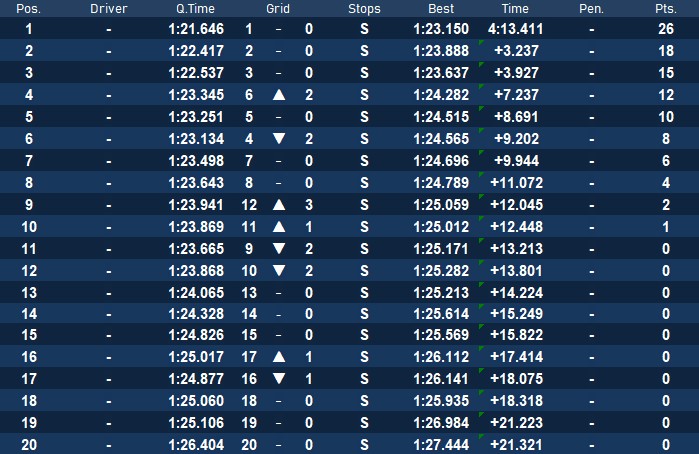 Pos. Driver Q.Time Grid Stops Best Time Pen. Pts.
1 - 1:21.646 1 - 0 S 1:23.150 4:13.411 - 26
2 - 1:22.417 2 - 0 S 1:23.888 +3.237 - 18
3 - 1:22.537 3 - 0 S 1:23.637 +3.927 - 15
4 - 1:23.345 6 ▲ 2 S 1:24.282 +7.237 - 12
5 - 1:23.251 5 - 0 S 1:24.515 +8.691 - 10
6 - 1:23.134 4 ▼ 2 S 1:24.565 +9.202 - 8
7 - 1:23.498 7 - 0 S 1:24.696 +9.944 - 6
8 - 1:23.643 8 - 0 S 1:24.789 +11.072 - 4
9 - 1:23.941 12 ▲ 3 S 1:25.059 +12.045 - 2
10 - 1:23.869 11 ▲ 1 S 1:25.012 +12.448 - 1
11 - 1:23.665 9 ▼ 2 S 1:25.171 +13.213 - 0
12 - 1:23.868 10 ▼ 2 S 1:25.282 +13.801 - 0
13 - 1:24.065 13 - 0 S 1:25.213 +14.224 - 0
14 - 1:24.328 14 - 0 S 1:25.614 +15.249 - 0
15 - 1:24.826 15 - 0 S 1:25.569 +15.822 - 0
16 - 1:25.017 17 ▲ 1 S 1:26.112 +17.414 - 0
17 - 1:24.877 16 ▼ 1 S 1:26.141 +18.075 - 0
18 - 1:25.060 18 - 0 S 1:25.935 +18.318 - 0
19 - 1:25.106 19 - 0 S 1:26.984 +21.223 - 0
20 - 1:26.404 20 - 0 S 1:27.444 +21.321 - 0